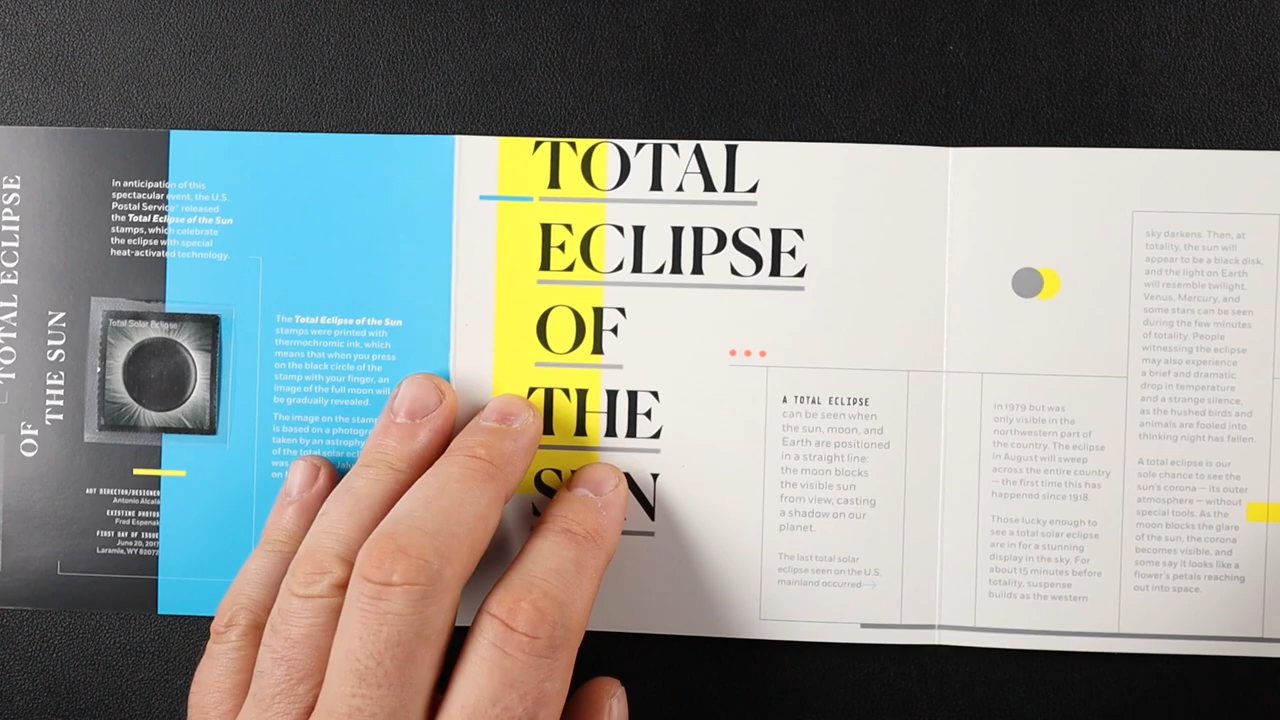 TOTAL ECLIPSE
OF
THE SUN
In anticipation of this
spectacular event, the U.S.
Postal Service® released
the Total Eclipse of the Sun
stamps, which celebrate
the eclipse with special
heat-activated technology.
Total Solar Eclipse
ART DIRECTOR/DESIGNER
Antonio Alcalá
EXISTING PHOTOS
Fred Espenak
FIRST DAY OF ISSUE
June 20, 2017
Laramie, WY 82072
The Total Eclipse of the Sun
stamps were printed with
thermochromic ink, which
means that when you press
on the black circle of the
stamp with your finger, an
image of the full moon will
be gradually revealed.
The image on the stamp
is based on a photogra
taken by an astrophy
of the total solar ecli
was
on
TOTAL
ECLIPSE
OF
THE
SUN
A TOTAL ECLIPSE
can be seen when
the sun, moon, and
Earth are positioned
in a straight line:
the moon blocks
the visible sun
from view, casting
a shadow on our
planet.
The last total solar
eclipse seen on the U.S.
mainland occurred
In 1979 but was
only visible in the
northwestern part of
the country. The eclipse
in August will sweep
across the entire country
— the first time this has
happened since 1918.
Those lucky enough to
see a total solar eclipse
are in for a stunning
display in the sky. For
about 15 minutes before
totality, suspense
builds as the western
sky darkens. Then, at
totality, the sun will
appear to be a black disk,
and the light on Earth
will resemble twilight.
Venus, Mercury, and
some stars can be seen
during the few minutes
of totality. People
witnessing the eclipse
may also experience
a brief and dramatic
drop in temperature
and a strange silence,
as the hushed birds and
animals are fooled into
thinking night has fallen.
A total eclipse is our
sole chance to see the
sun's corona — its outer
atmosphere — without
special tools. As the
moon blocks the glare
of the sun, the corona
becomes visible, and
some say it looks like a
flower's petals reaching
out into space.